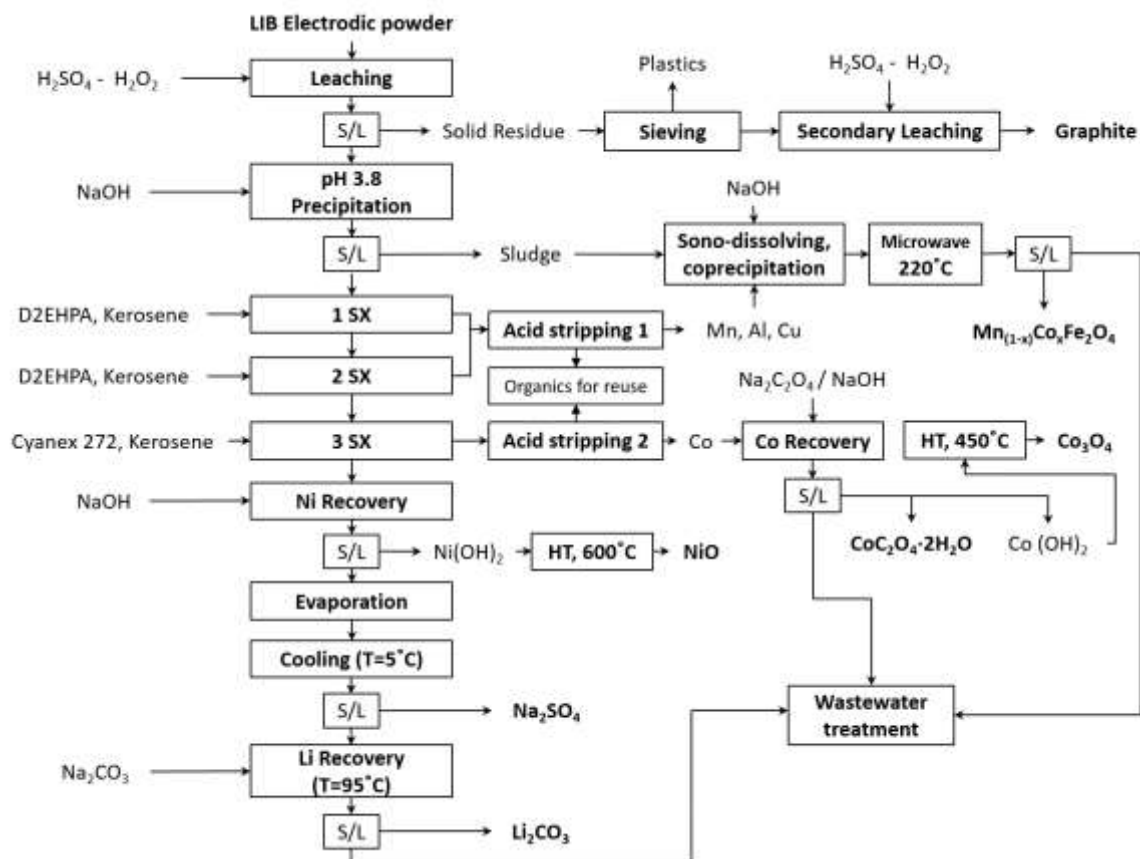 LIB Electrodic powder
H₂SO₄ - H₂O₂
Leaching
Plastics
H₂SO₄ - H₂O₂
S/L
Solid Residue
Sieving
Secondary Leaching
Graphite
NaOH
pH 3.8
Precipitation
NaOH
S/L
Sludge
Sono-dissolving,
coprecipitation
Microwave
220˚C
S/L
D2EHPA, Kerosene
1 SX
Acid stripping 1
Mn, Al, Cu
Mn₍₁₋ₓ₎CoₓFe₂O₄
D2EHPA, Kerosene
2 SX
Organics for reuse
Na₂C₂O₄ / NaOH
Cyanex 272, Kerosene
3 SX
Acid stripping 2
Co
Co Recovery
HT, 450˚C
Co₃O₄
NaOH
Ni Recovery
S/L
S/L
Ni(OH)₂
HT, 600˚C
NiO
CoC₂O₄·2H₂O
Co (OH)₂
Evaporation
Cooling (T=5˚C)
S/L
Na₂SO₄
Wastewater
treatment
Na₂CO₃
Li Recovery
(T=95˚C)
S/L
Li₂CO₃